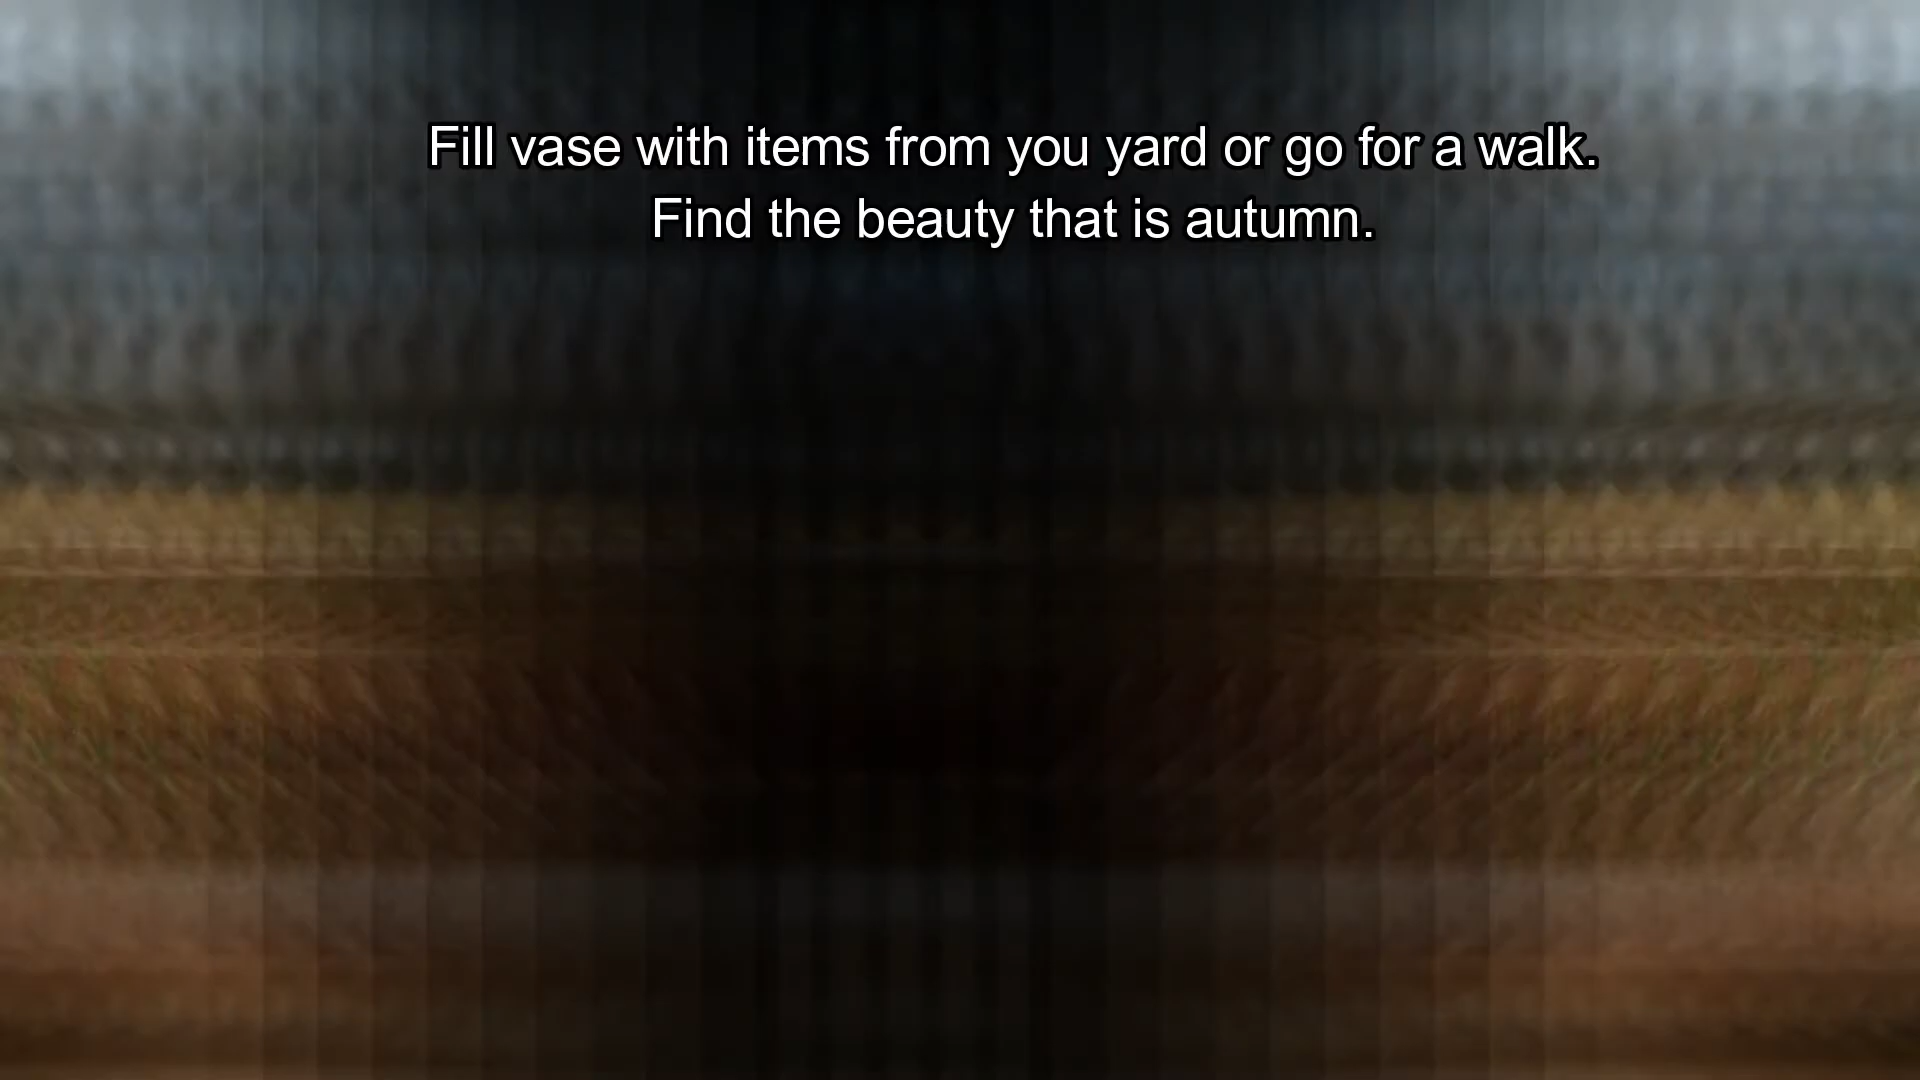 Fill vase with items from you yard or go for a walk.
Find the beauty that is autumn.